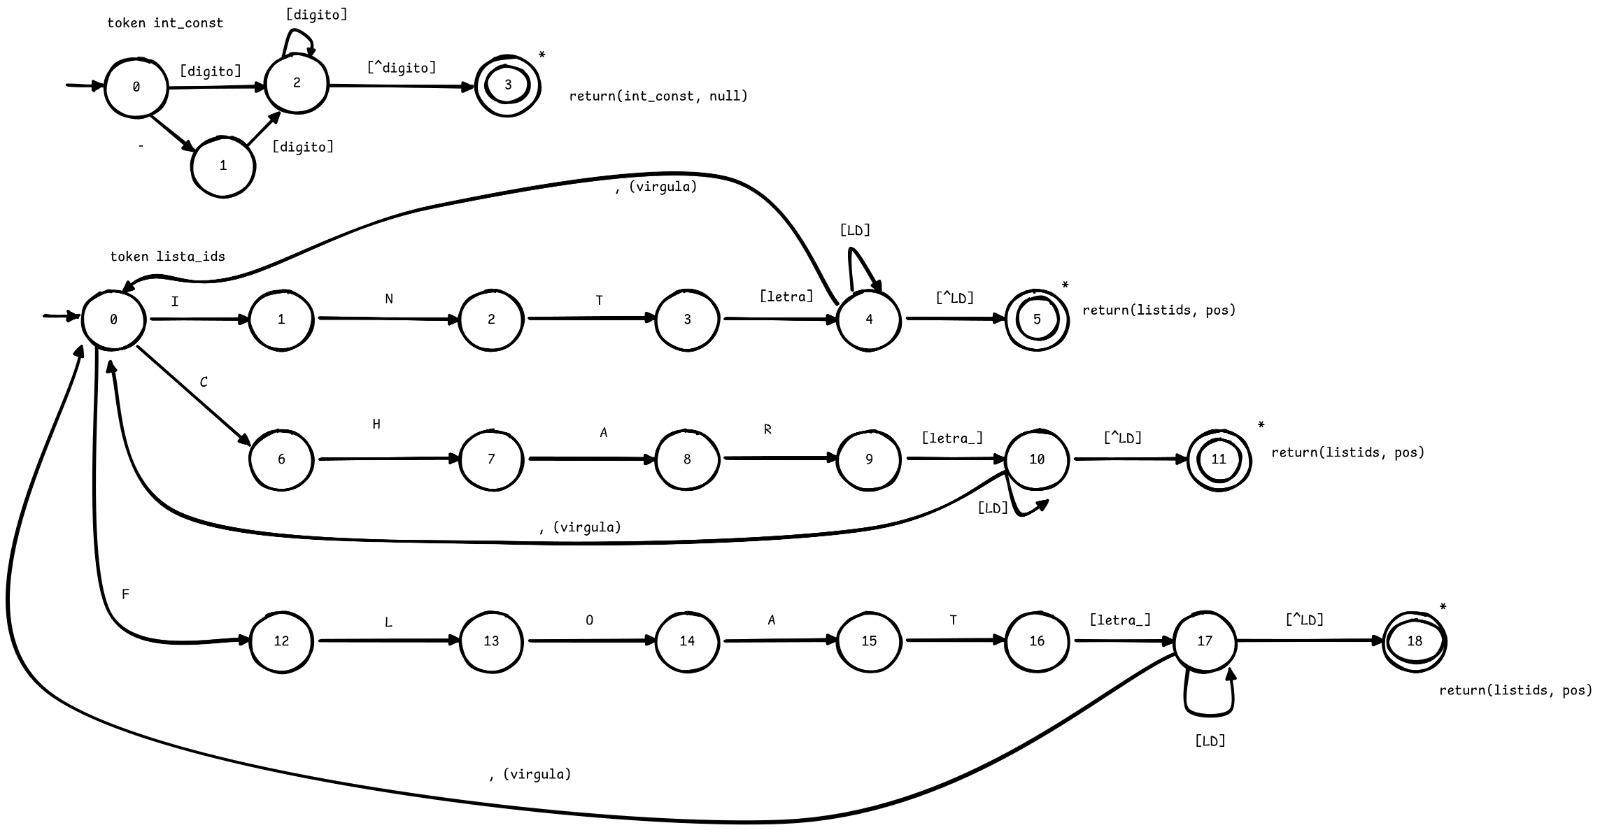 token int_const
[digito]
[digito]
[^digito]
*
0
2
3
return(int_const, null)
-
1
[digito]
, (virgula)
token lista_ids
[LD]
*
I
N
T
[letra]
[^LD]
0
1
2
3
4
5
return(listids, pos)
C
H
A
R
[letra_]
[^LD]
*
6
7
8
9
10
11
return(listids, pos)
[LD]
, (virgula)
F
L
O
A
T
[letra_]
[^LD]
*
12
13
14
15
16
17
18
return(listids, pos)
[LD]
, (virgula)